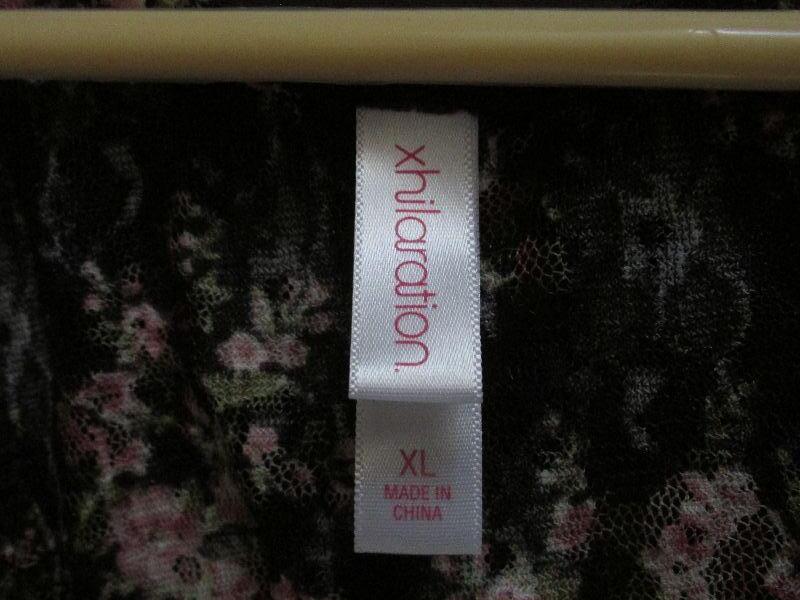 xhilaration.
XL
MADE IN
CHINA